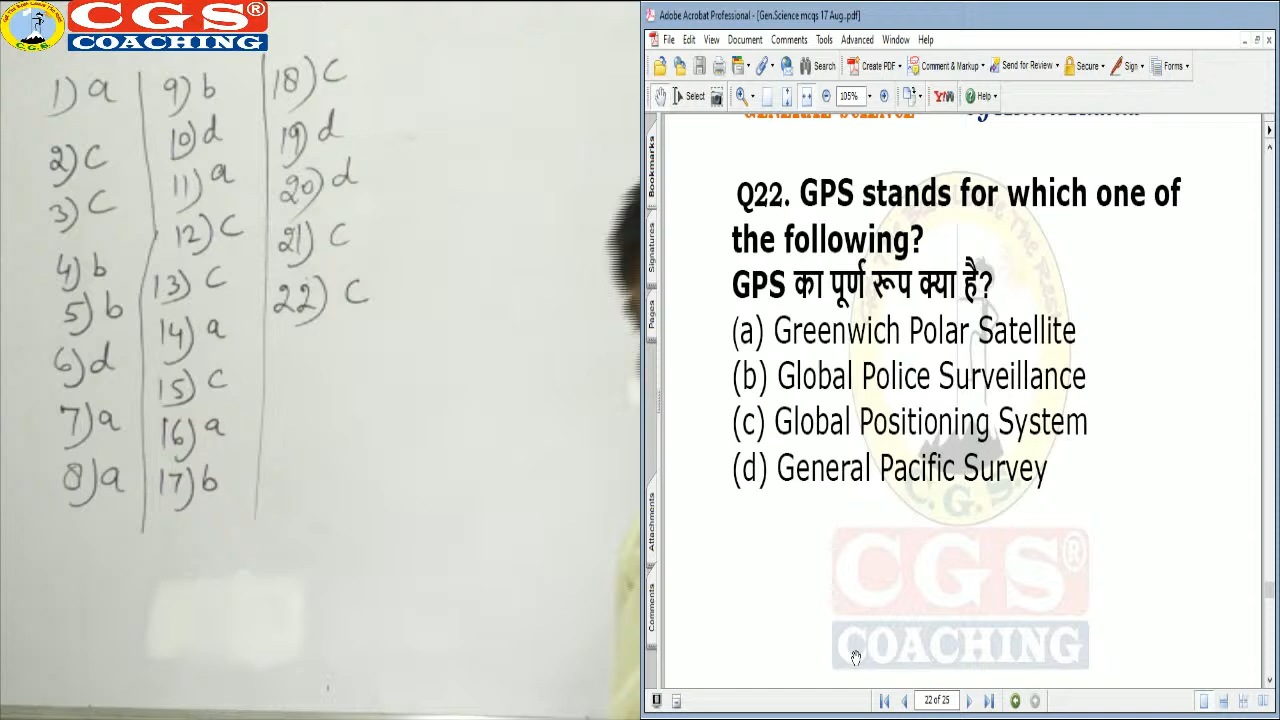 CGS®
COACHING
C.G.S.
1) a
2) c
3) c
4) b
5) b
6) d
7) a
8) a
9) b
10) d
11) a
12) c
13) c
14) a
15) c
16) a
17) b
18) c
19) d
20) d
21) c
22) c
Adobe Acrobat Professional - [Gen.Science mcqs 17 Aug.pdf]
File Edit View Document Comments Tools Advanced Window Help
Search Create PDF Comment & Markup Send for Review Secure Sign Forms
Select 105% Help
Bookmarks
Signatures
Pages
Attachments
Comments
GENERAL SCIENCE
Q22. GPS stands for which one of
the following?
GPS का पूर्ण रूप क्या है?
(a) Greenwich Polar Satellite
(b) Global Police Surveillance
(c) Global Positioning System
(d) General Pacific Survey
CGS®
COACHING
22 of 25